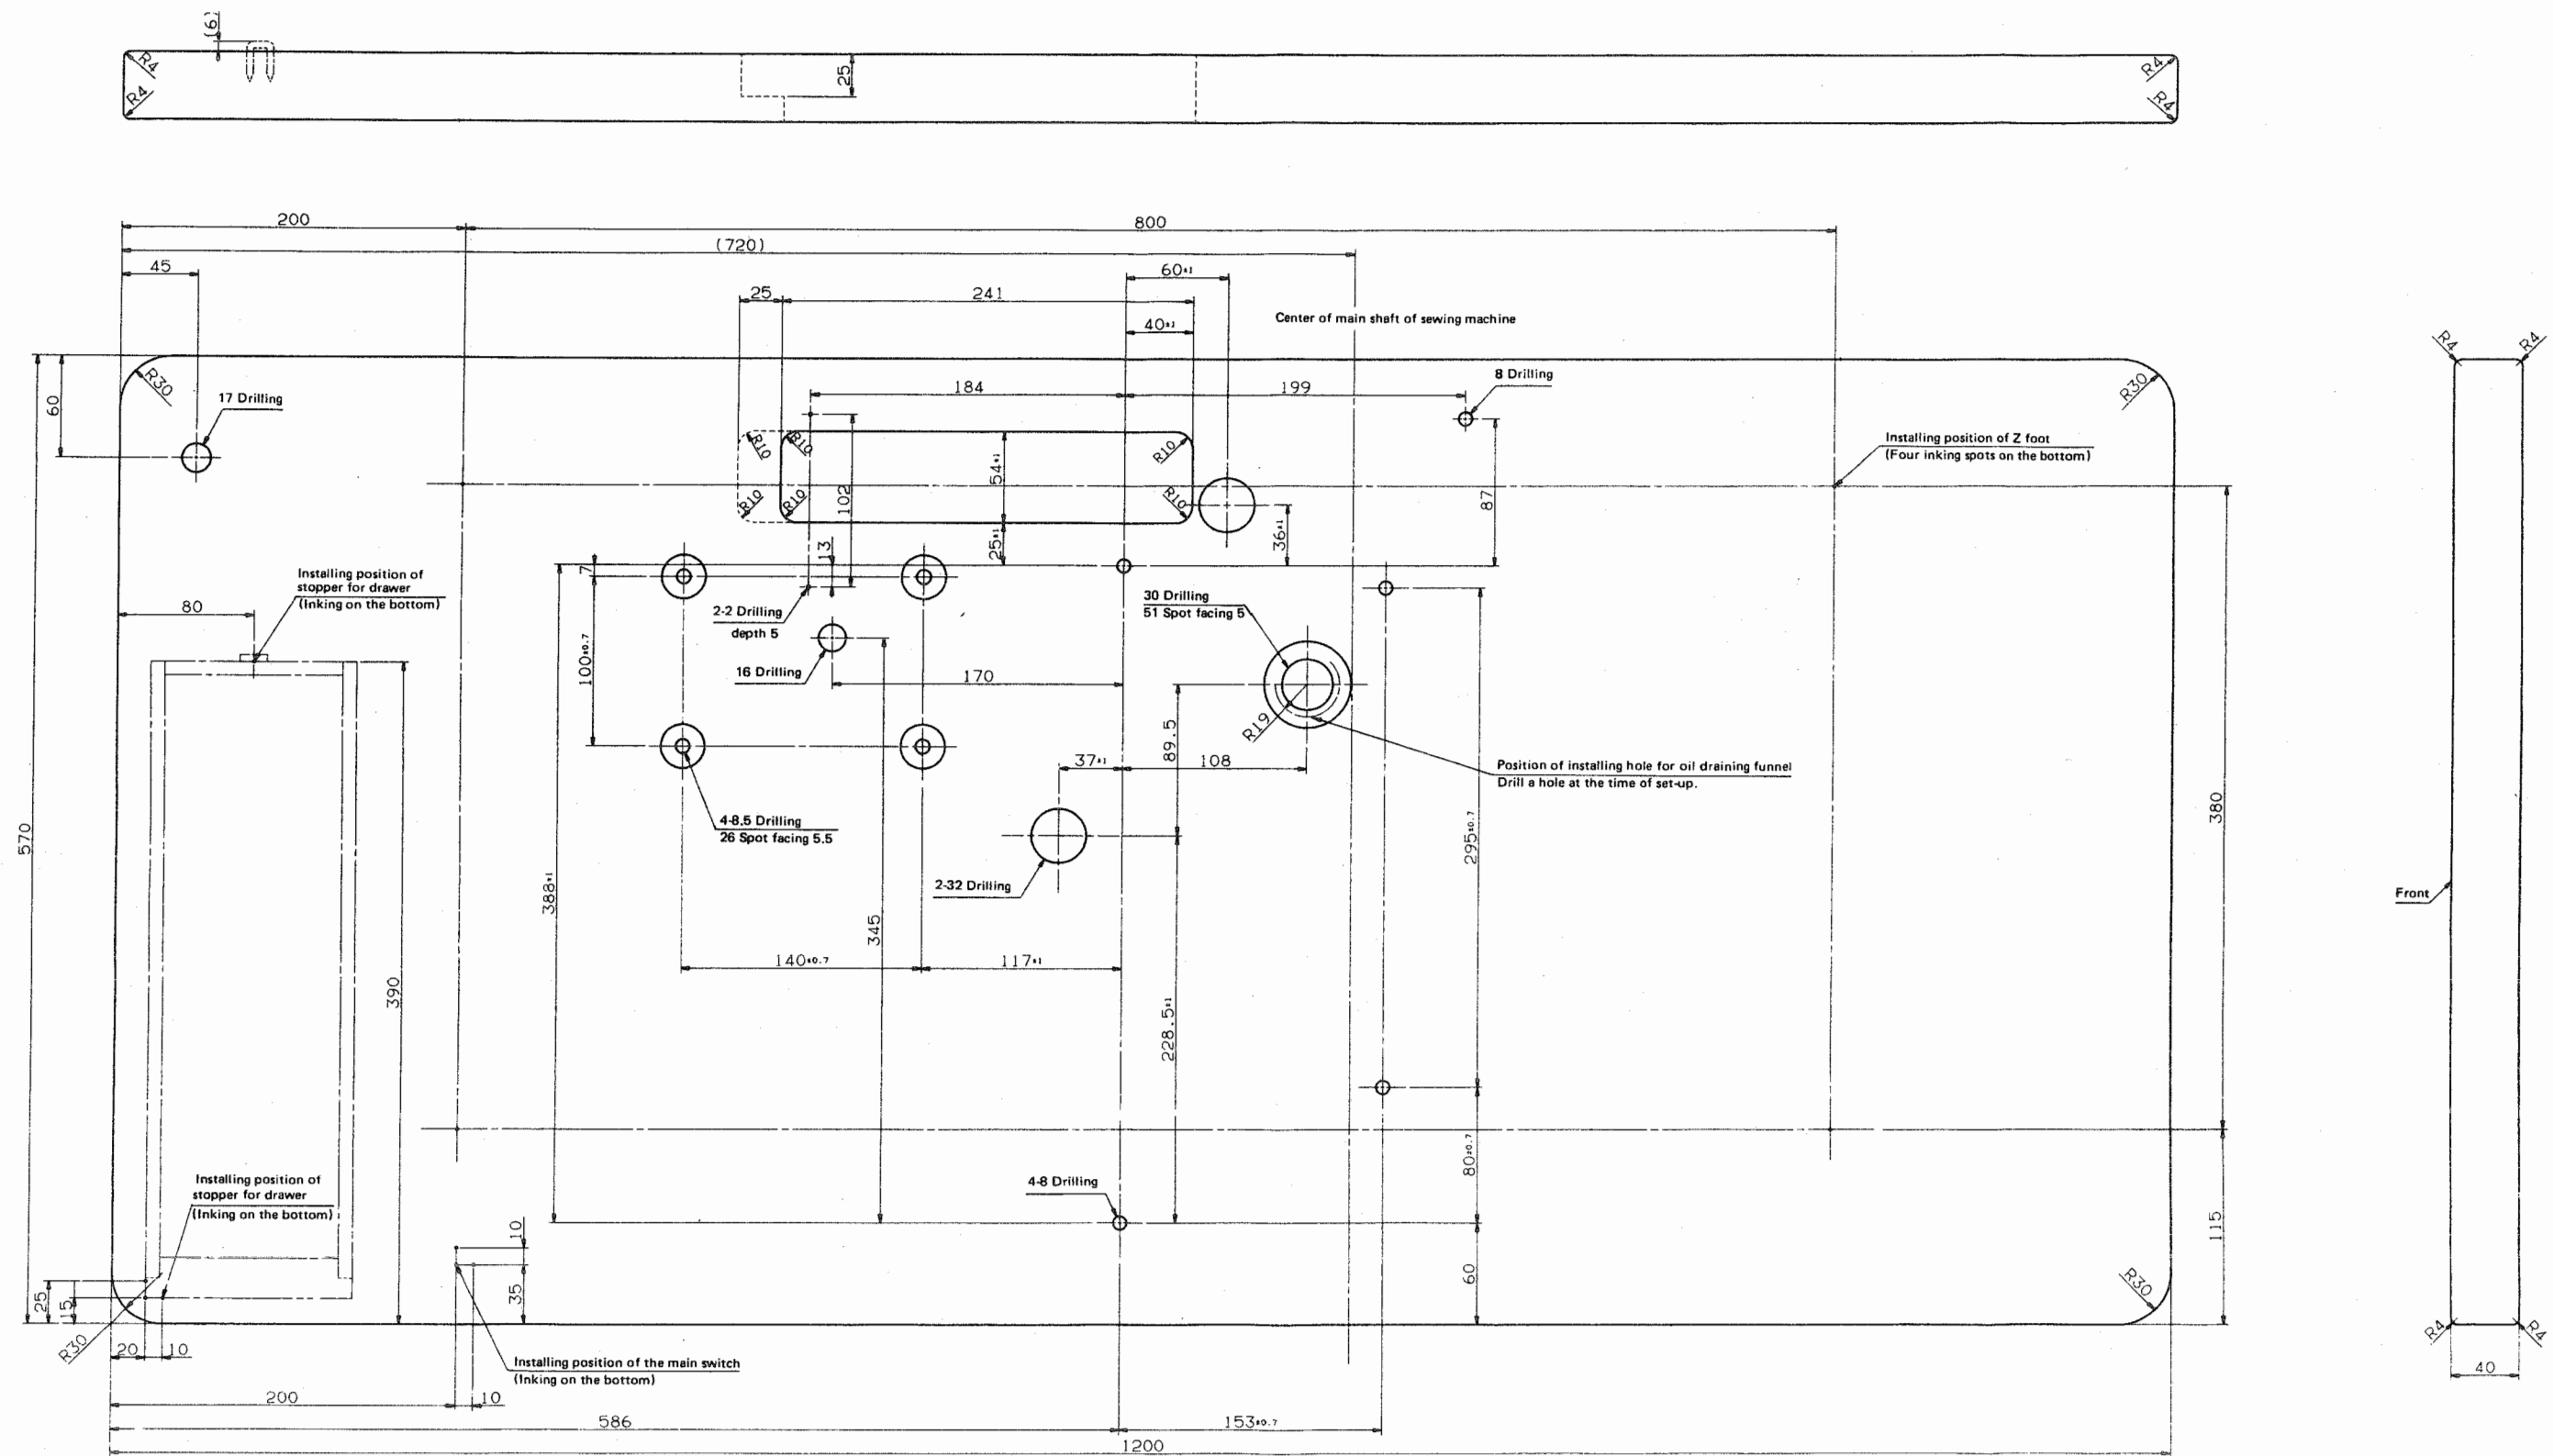 (6)
R4
R4
25
R4
R4
200
800
(720)
45
60±1
25
241
40±1
Center of main shaft of sewing machine
R30
60
17 Drilling
184
199
8 Drilling
R30
R4
R4
Installing position of Z foot
(Four inking spots on the bottom)
R10
R10
R10
54±1
102
R10
R10
R10
87
36±1
25±1
13
7
Installing position of
stopper for drawer
(Inking on the bottom)
80
2-2 Drilling
depth 5
30 Drilling
51 Spot facing 5
100±0.7
16 Drilling
170
R19
89.5
37±1
108
Position of installing hole for oil draining funnel
Drill a hole at the time of set-up.
570
4-8.5 Drilling
26 Spot facing 5.5
295±0.7
380
388±1
2-32 Drilling
Front
345
140±0.7
117±1
390
228.5±1
80±0.7
Installing position of
stopper for drawer
(Inking on the bottom)
4-8 Drilling
10
115
35
60
25
15
R30
R30
20
10
R4
R4
40
Installing position of the main switch
(Inking on the bottom)
200
10
586
153±0.7
1200